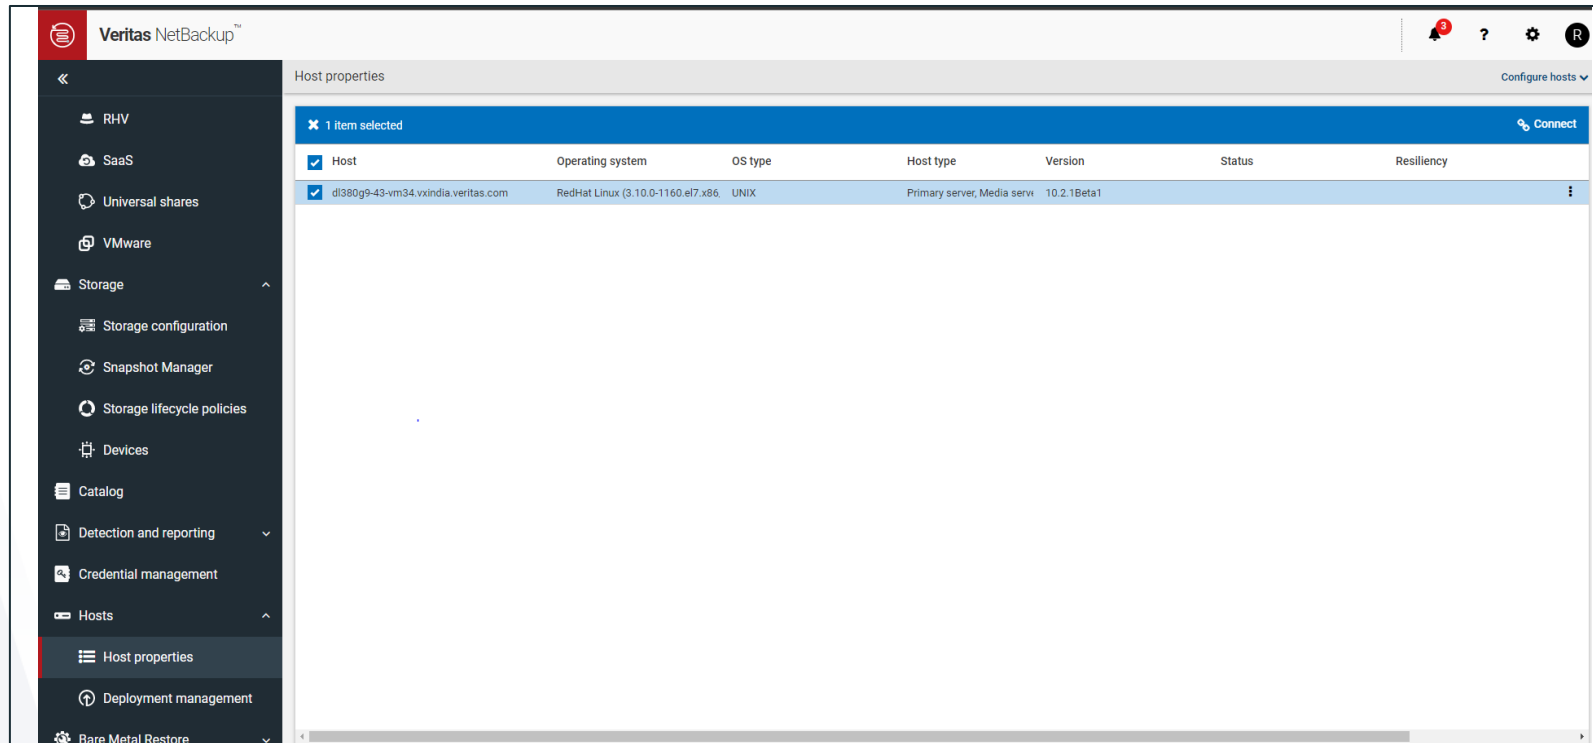 Veritas NetBackup™
3
?
R
Host properties
Configure hosts
RHV
SaaS
Universal shares
VMware
Storage
Storage configuration
Snapshot Manager
Storage lifecycle policies
Devices
Catalog
Detection and reporting
Credential management
Hosts
Host properties
Deployment management
Bare Metal Restore
1 item selected
Connect
Host Operating system OS type Host type Version Status Resiliency
dl380g9-43-vm34.vxindia.veritas.com RedHat Linux (3.10.0-1160.el7.x86, UNIX Primary server, Media serve 10.2.1Beta1